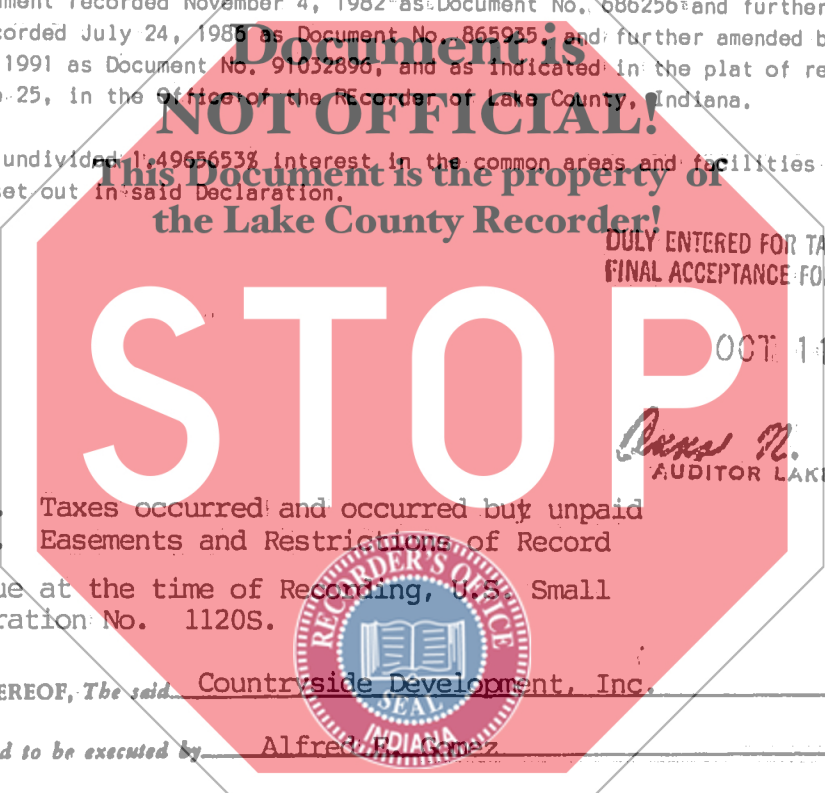 ment recorded November 4, 1982 as Document No. 686256 and further
corded July 24, 1986 as Document No. 865935, and further amended b
1991 as Document No. 91032896, and as indicated in the plat of re
25, in the Office of the REcorder of Lake County, Indiana.
undivided 1.4965653% interest in the common areas and facilities
set out in said Declaration.
Document is
NOT OFFICIAL!
This Document is the property of
the Lake County Recorder!
DULY ENTERED FOR TA
FINAL ACCEPTANCE FO
OCT 11
STOP
N.
AUDITOR LAKE
Taxes occurred and occurred but unpaid
Easements and Restrictions of Record
ue at the time of Recording, U.S. Small
ration No. 1120S.
EREOF, The said Countryside Development, Inc.
d to be executed by Alfred E. Gomez
RECORDER'S OFFICE
SEAL
INDIANA